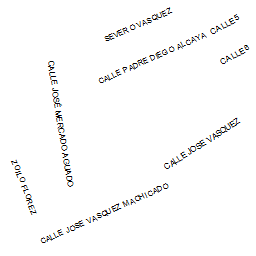 SEVERO VASQUEZ
CALLE PADRE DIEGO ALCAYA
CALLE 5
CALLE 6
CALLE JOSÉ MERCADO AGUADO
CALLE JOSE VASQUEZ
ZOILO FLOREZ
CALLE JOSE VASQUEZ MACHICADO